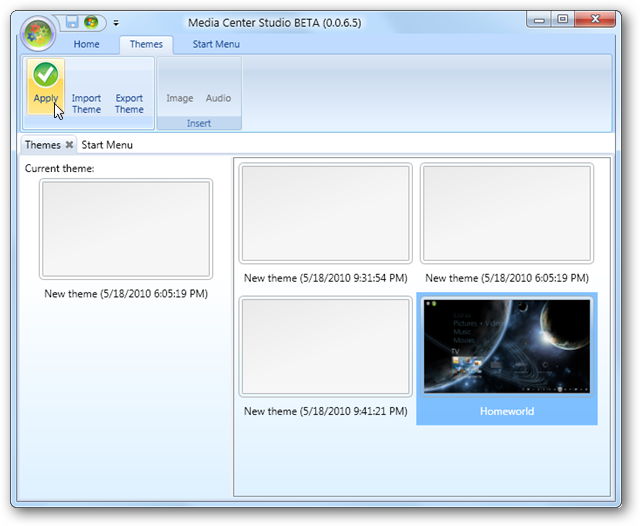 Media Center Studio BETA (0.0.6.5)
Home Themes Start Menu
Apply Import Theme Export Theme Image Audio
Insert
Themes Start Menu
Current theme:
New theme (5/18/2010 6:05:19 PM)
New theme (5/18/2010 9:31:54 PM) New theme (5/18/2010 6:05:19 PM)
Pictures + Videos
Music
Movies
TV
New theme (5/18/2010 9:41:21 PM) Homeworld